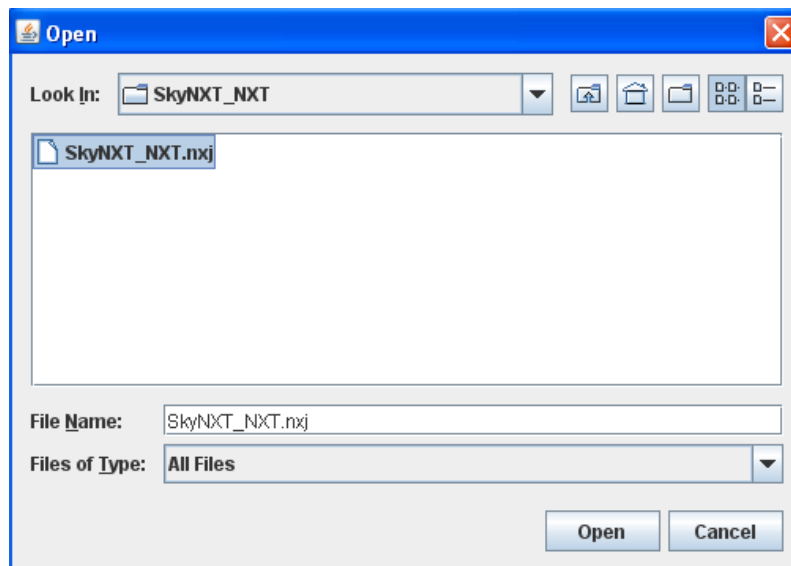 Open
Look In: SkyNXT_NXT
SkyNXT_NXT.nxj
File Name: SkyNXT_NXT.nxj
Files of Type: All Files
Open Cancel